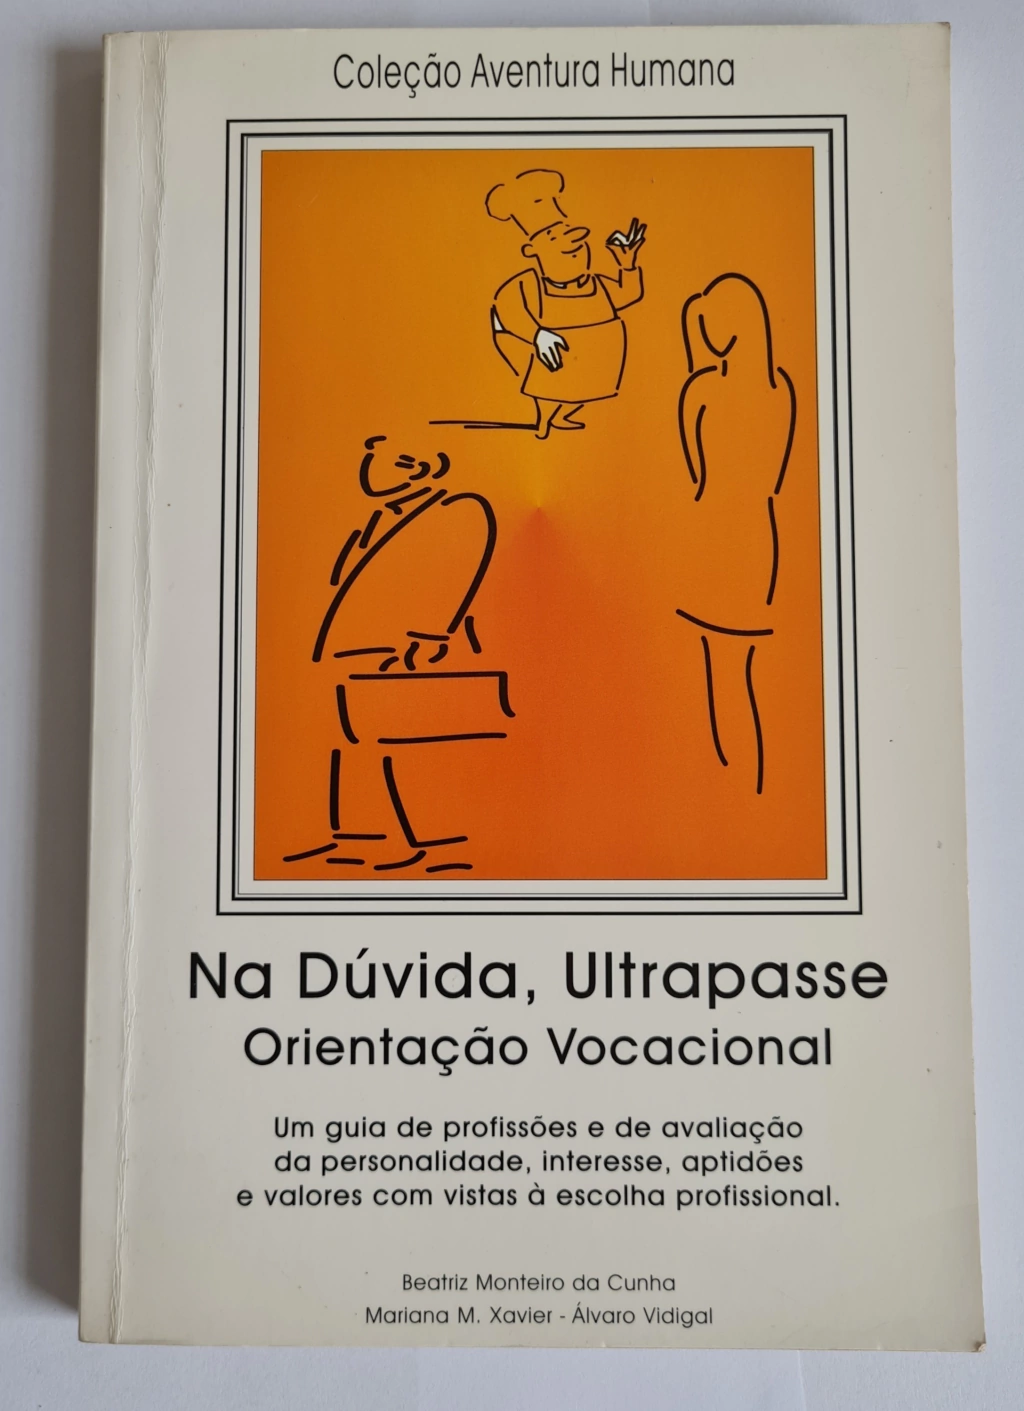 Coleção Aventura Humana
Na Dúvida, Ultrapasse
Orientação Vocacional
Um guia de profissões e de avaliação
da personalidade, interesse, aptidões
e valores com vistas à escolha profissional.
Beatriz Monteiro da Cunha
Mariana M. Xavier - Álvaro Vidigal